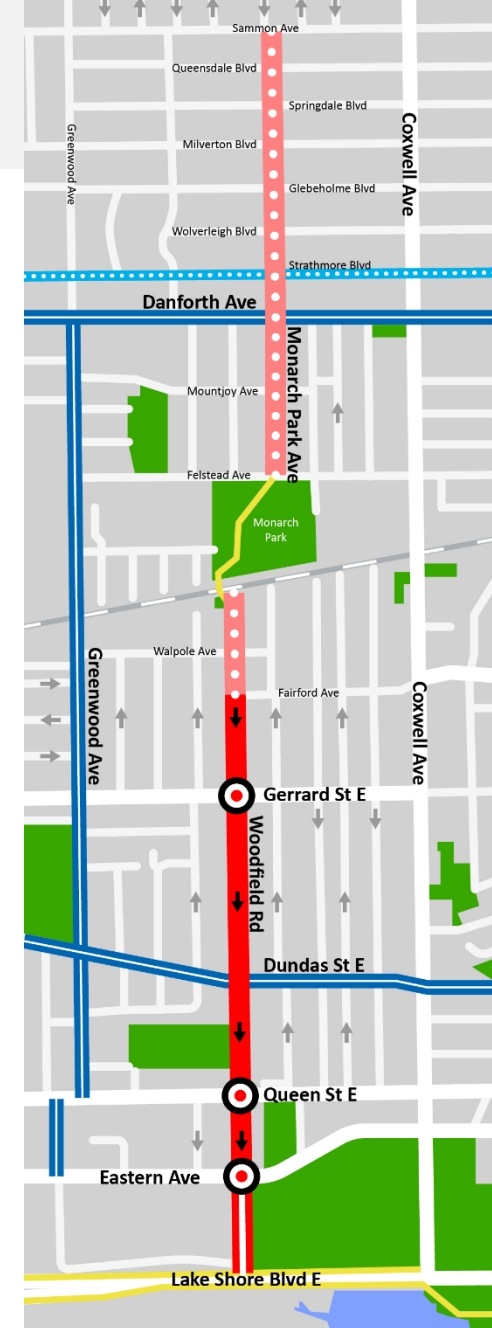 Sammon Ave
Queensdale Blvd
Springdale Blvd
Greenwood Ave
Coxwell Ave
Milverton Blvd
Glebeholme Blvd
Wolverleigh Blvd
Strathmore Blvd
Danforth Ave
Monarch Park Ave
Mountjoy Ave
Felstead Ave
Monarch
Park
Walpole Ave
Greenwood Ave
Fairford Ave
Coxwell Ave
Gerrard St E
Woodfield Rd
Dundas St E
Queen St E
Eastern Ave
Lake Shore Blvd E